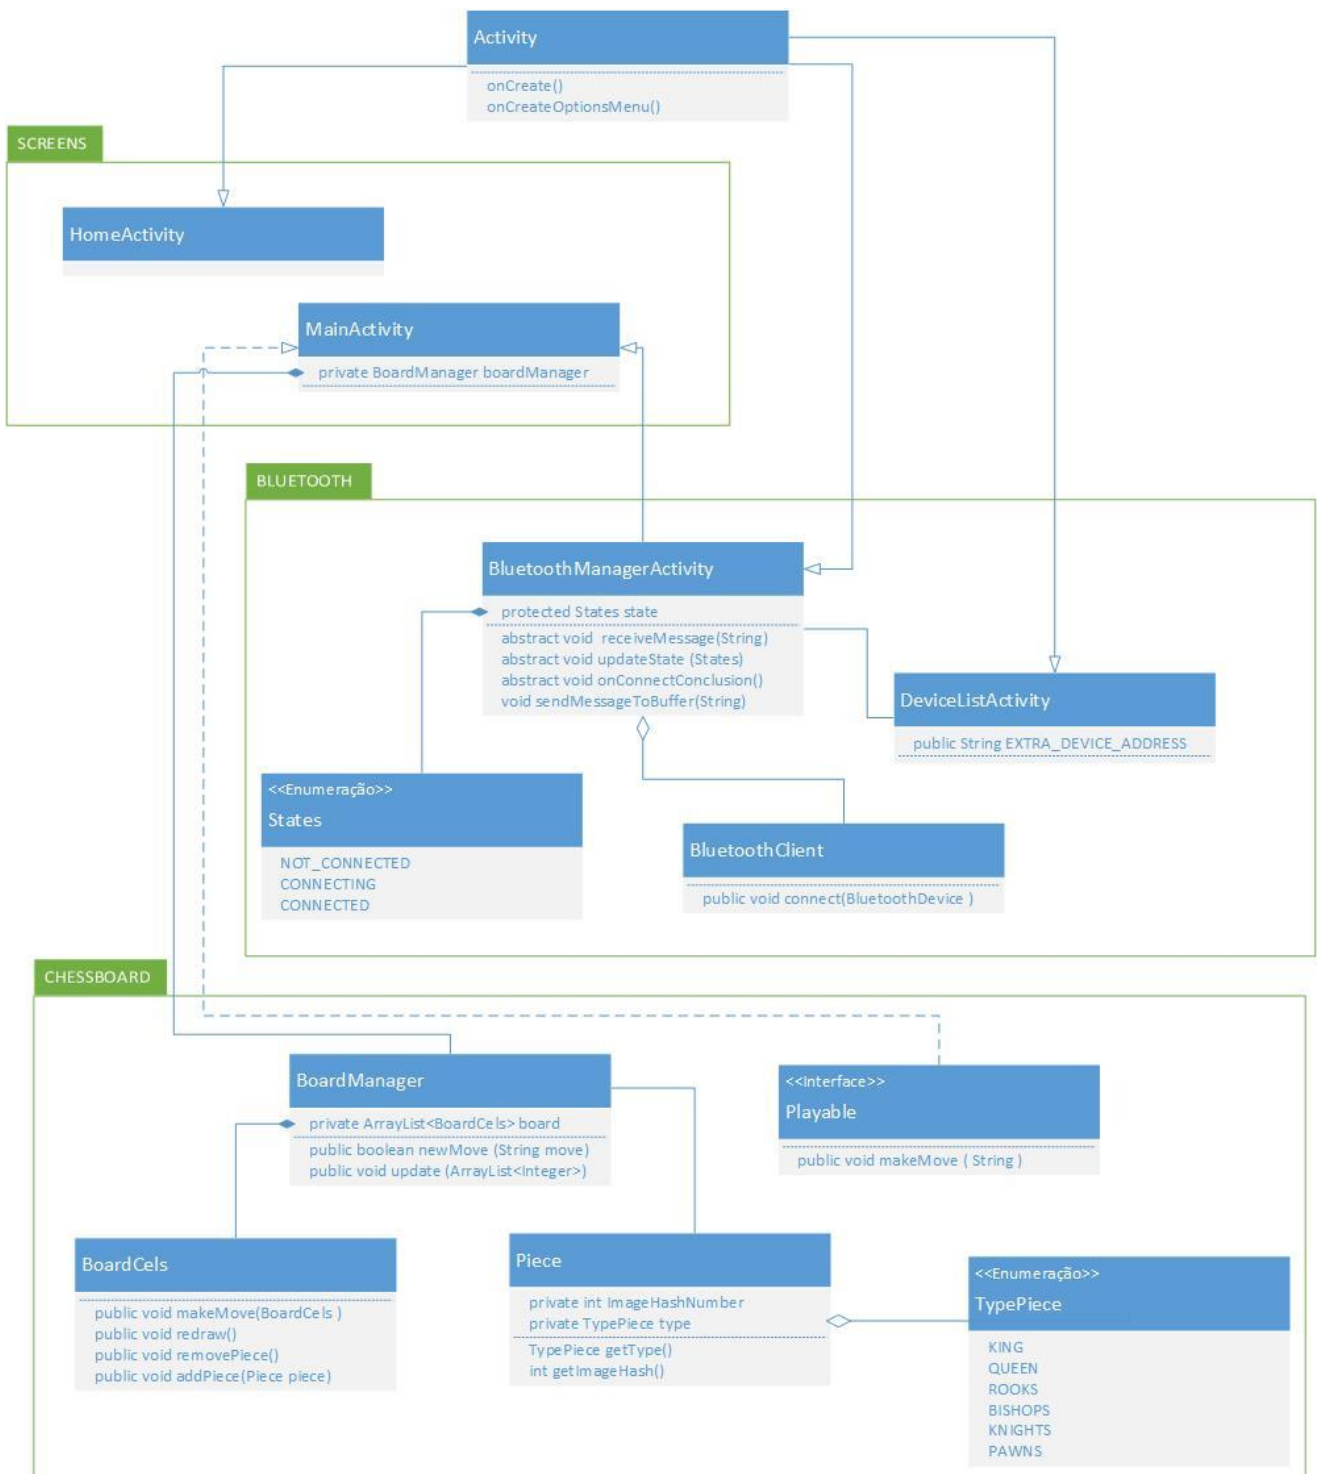 Activity
onCreate()
onCreateOptionsMenu()
SCREENS
HomeActivity
MainActivity
private BoardManager boardManager
BLUETOOTH
BluetoothManagerActivity
protected States state
abstract void receiveMessage(String)
abstract void updateState (States)
abstract void onConnectConclusion()
void sendMessageToBuffer(String)
DeviceListActivity
public String EXTRA_DEVICE_ADDRESS
<<Enumeração>>
States
NOT_CONNECTED
CONNECTING
CONNECTED
BluetoothClient
public void connect(BluetoothDevice )
CHESSBOARD
BoardManager
private ArrayList<BoardCels> board
public boolean newMove (String move)
public void update (ArrayList<Integer>)
<<Interface>>
Playable
public void makeMove ( String )
BoardCels
public void makeMove(BoardCels )
public void redraw()
public void removePiece()
public void addPiece(Piece piece)
Piece
private int ImageHashNumber
private TypePiece type
TypePiece getType()
int getImageHash()
<<Enumeração>>
TypePiece
KING
QUEEN
ROOKS
BISHOPS
KNIGHTS
PAWNS